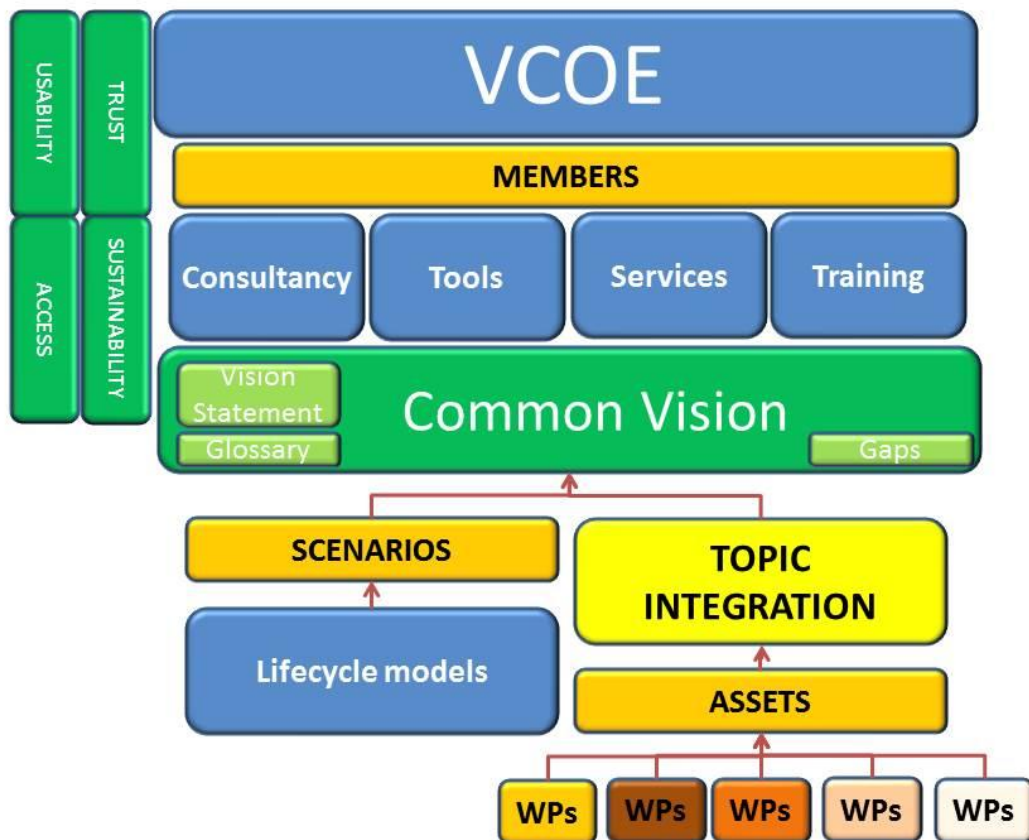 USABILITY
TRUST
ACCESS
SUSTAINABILITY
VCOE
MEMBERS
Consultancy
Tools
Services
Training
Vision
Statement
Glossary
Common Vision
Gaps
SCENARIOS
Lifecycle models
TOPIC
INTEGRATION
ASSETS
WPs
WPs
WPs
WPs
WPs